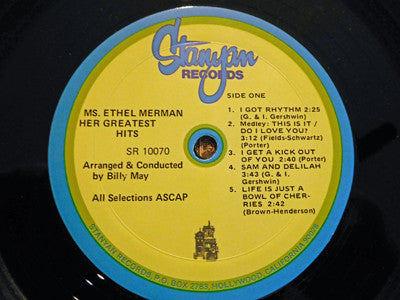 Stanyan
RECORDS
SIDE ONE
MS. ETHEL MERMAN
HER GREATEST
HITS
SR 10070
Arranged & Conducted
by Billy May
All Selections ASCAP
1. I GOT RHYTHM 2:25
(G. & I. Gershwin)
2. Medley: THIS IS IT /
DO I LOVE YOU?
3:12 (Fields-Schwartz)
(Porter)
3. I GET A KICK OUT
OF YOU 2:40 (Porter)
4. SAM AND DELILAH
3:43 (G. & I.
Gershwin)
5. LIFE IS JUST A
BOWL OF CHER-
RIES 2:42
(Brown-Henderson)
STANYAN RECORDS, BOX 2783, HOLLYWOOD, CALIFORNIA 90028